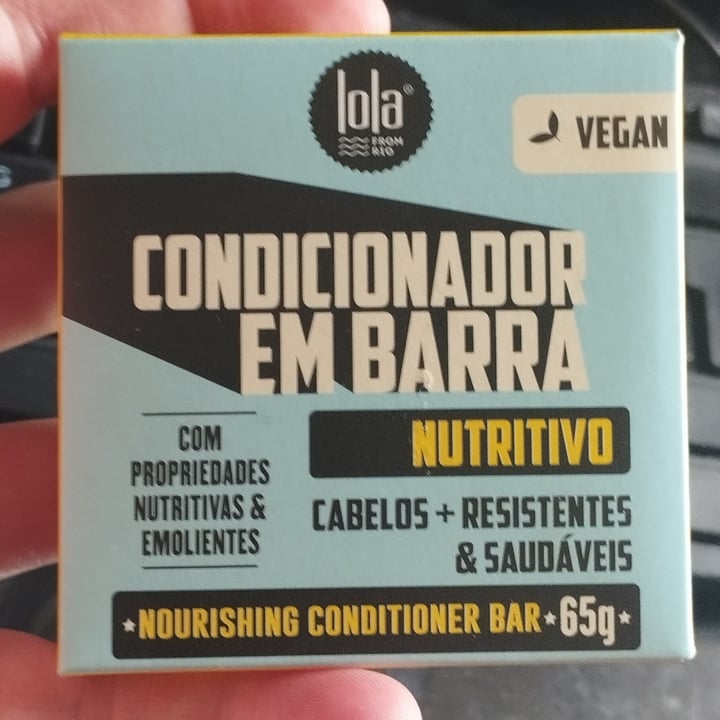 lola®
FROM
RIO
VEGAN
CONDICIONADOR
EM BARRA
COM
PROPRIEDADES
NUTRITIVAS &
EMOLIENTES
NUTRITIVO
CABELOS + RESISTENTES
& SAUDÁVEIS
★NOURISHING CONDITIONER BAR★65g★